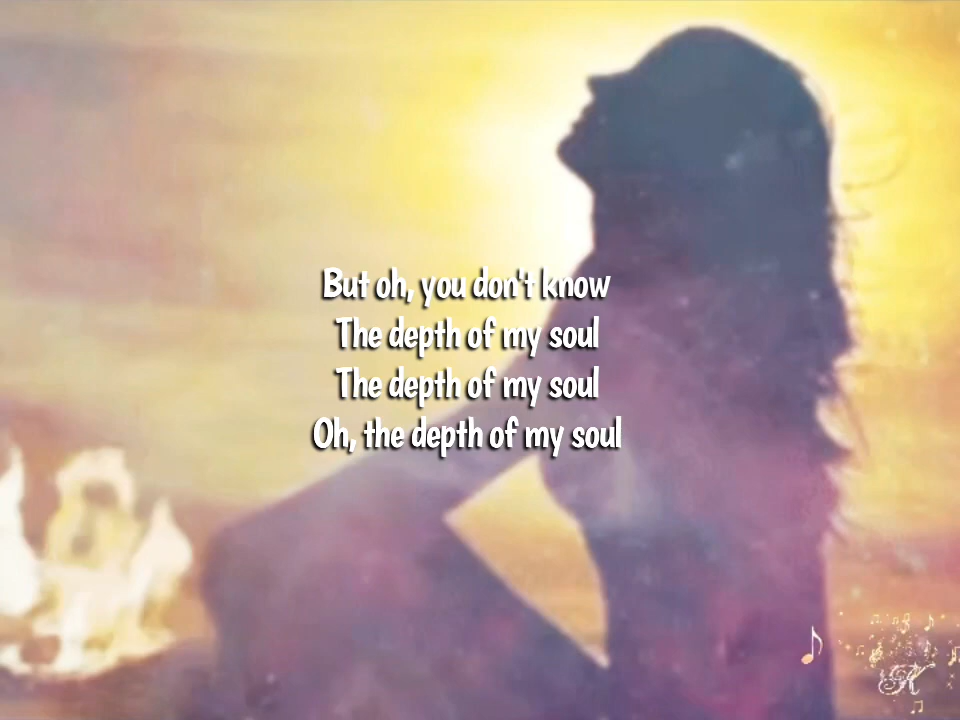 But oh, you don't know
The depth of my soul
The depth of my soul
Oh, the depth of my soul
K